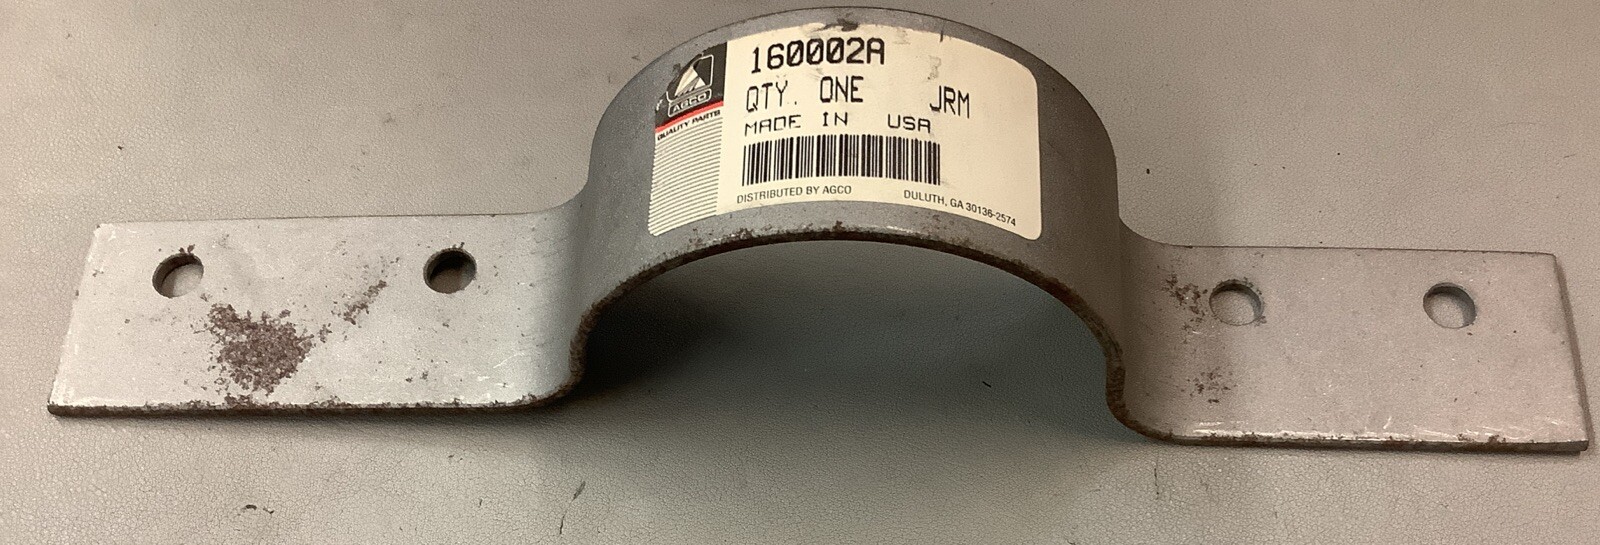 160002A
QTY. ONE JRM
MADE IN USA
AGCO
QUALITY PARTS
DISTRIBUTED BY AGCO DULUTH, GA 30136-2574